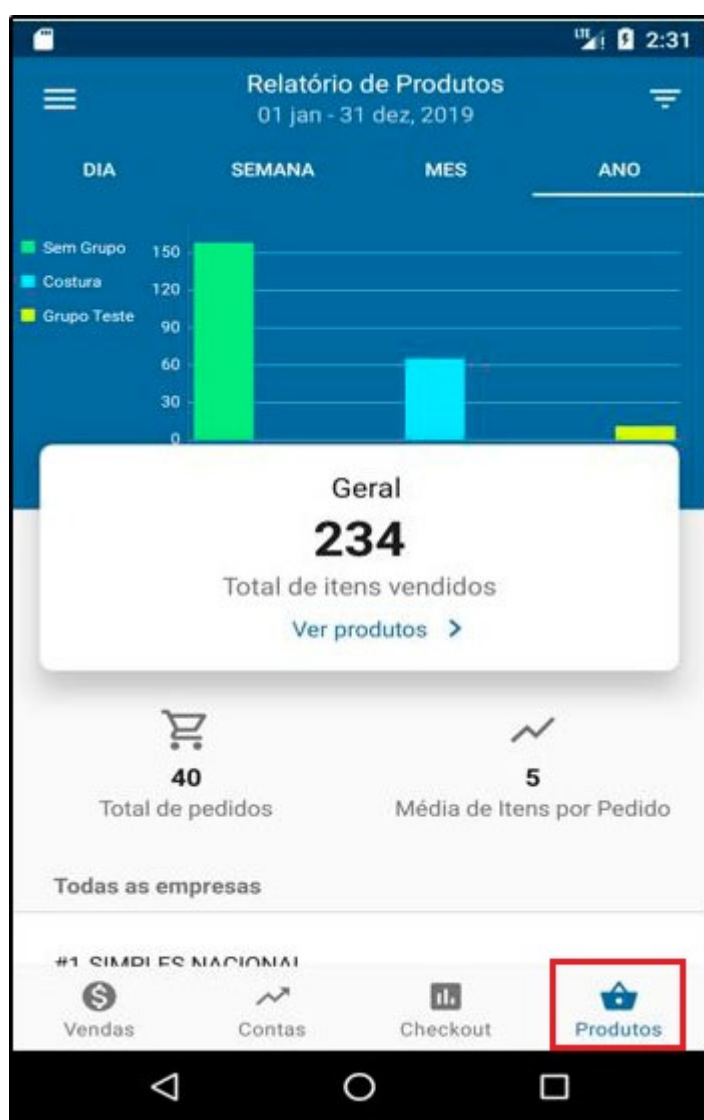 LTE 2:31
Relatório de Produtos
01 jan - 31 dez, 2019
DIA SEMANA MES ANO
Sem Grupo
Costura
Grupo Teste
150
120
90
60
30
0
Geral
234
Total de itens vendidos
Ver produtos >
40
Total de pedidos
5
Média de Itens por Pedido
Todas as empresas
#1 SIMPLES NACIONAL
Vendas Contas Checkout Produtos